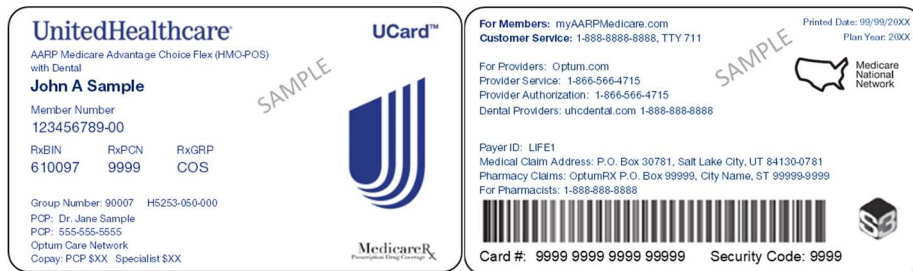 UnitedHealthcare®
UCard™
AARP Medicare Advantage Choice Flex (HMO-POS)
with Dental
John A Sample
SAMPLE
Member Number
123456789-00
RxBIN RxPCN RxGRP
610097 9999 COS
Group Number: 90007 H5253-050-000
PCP: Dr. Jane Sample
PCP: 555-555-5555
Optum Care Network
Copay: PCP $XX Specialist $XX
MedicareRx
Prescription Drug Coverage
For Members: myAARPMedicare.com
Customer Service: 1-888-8888-8888, TTY 711
Printed Date: 99/99/20XX
Plan Year: 20XX
SAMPLE
For Providers: Optum.com
Provider Service: 1-866-566-4715
Provider Authorization: 1-866-566-4715
Dental Providers: uhcdental.com 1-888-888-8888
Medicare
National
Network
Payer ID: LIFE1
Medical Claim Address: P.O. Box 30781, Salt Lake City, UT 84130-0781
Pharmacy Claims: OptumRX P.O. Box 99999, City Name, ST 99999-9999
For Pharmacists: 1-888-888-8888
S3
Card #: 9999 9999 9999 99999 Security Code: 9999